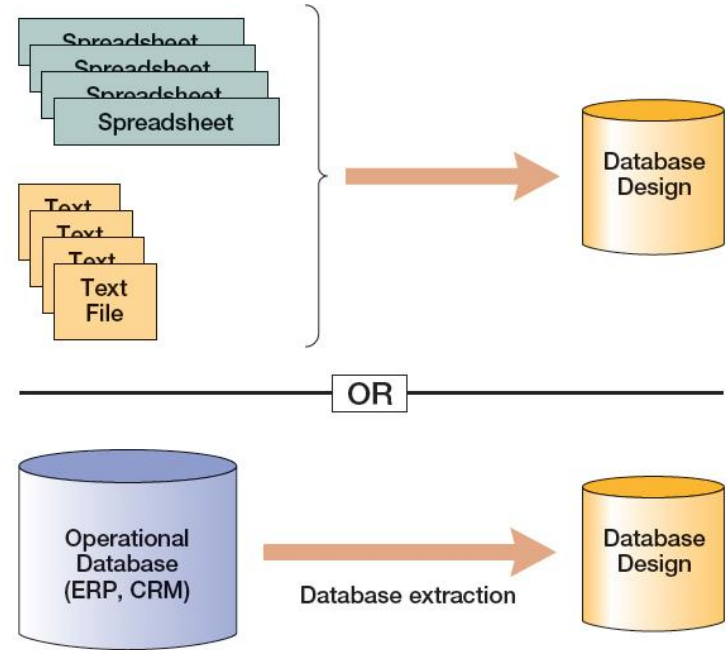 Spreadsheet
Spreadsheet
Spreadsheet
Spreadsheet
Text
Text
Text
Text
File
Database
Design
OR
Operational
Database
(ERP, CRM)
Database extraction
Database
Design